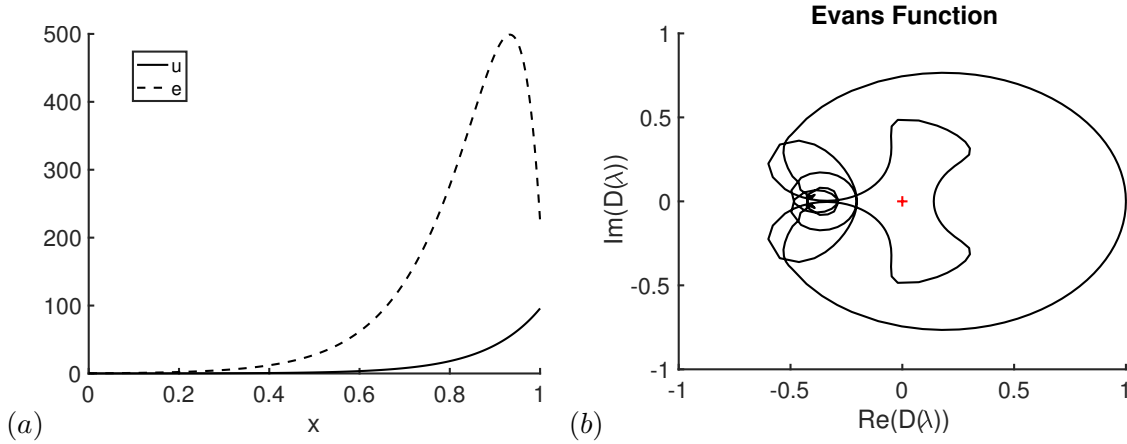 500
400
300
200
100
0
u
e
0 0.2 0.4 0.6 0.8 1
x
(a)
Evans Function
1
0.5
0
-0.5
-1
Im(D(λ))
-1 -0.5 0 0.5 1
Re(D(λ))
(b)